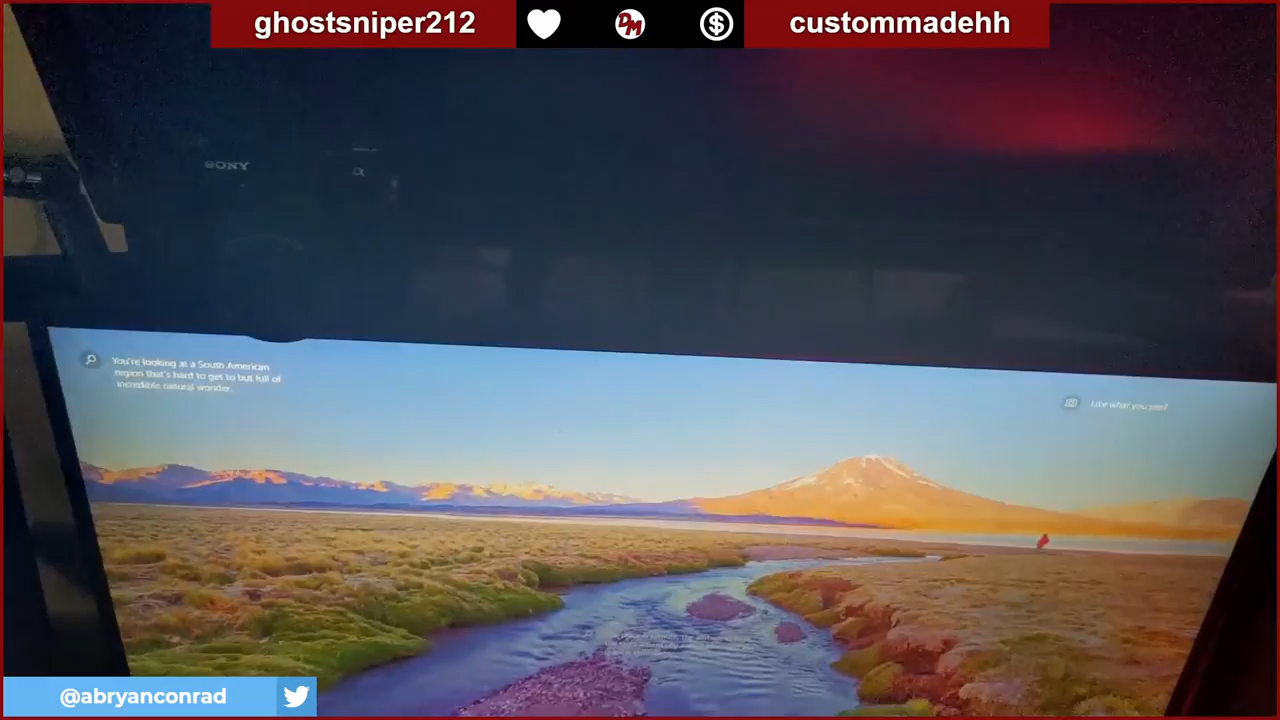 ghostsniper212
DM
$
custommadehh
SONY
α
You're looking at a South American
region that's hard to get to but full of
incredible natural wonder.
Like what you see?
@abryanconrad